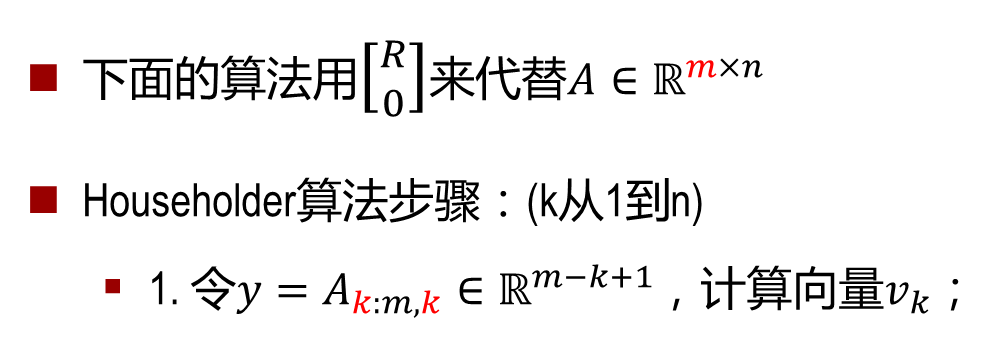 ■ 下面的算法用[R 0]来代替A ∈ ℝ^{m×n}
■ Householder算法步骤：(k从1到n)
▪ 1. 令y = A_{k:m,k} ∈ ℝ^{m−k+1}，计算向量v_k；